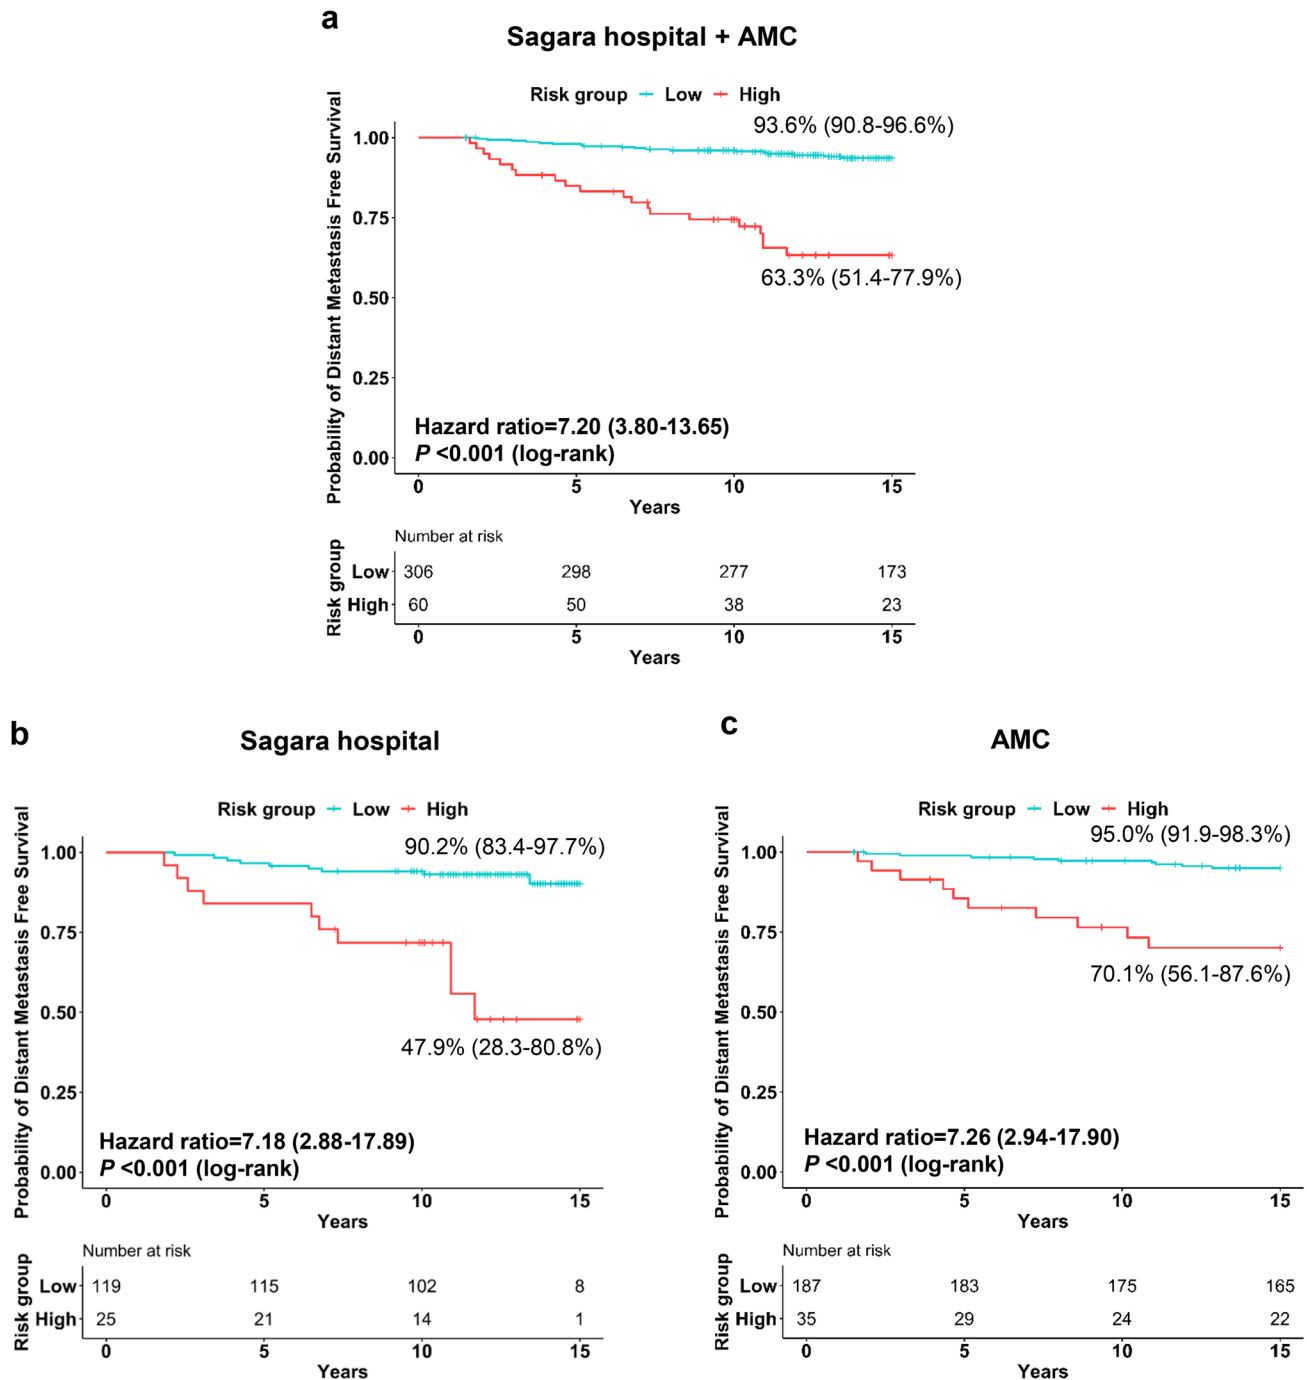 a
Sagara hospital + AMC
Risk group Low High
93.6% (90.8-96.6%)
Probability of Distant Metastasis Free Survival
1.00
0.75
0.50
0.25
0.00
63.3% (51.4-77.9%)
Hazard ratio=7.20 (3.80-13.65)
P <0.001 (log-rank)
0 5 10 15
Years
Number at risk
Risk group
Low 306 298 277 173
High 60 50 38 23
0 5 10 15
Years
b
Sagara hospital
Risk group Low High
90.2% (83.4-97.7%)
Probability of Distant Metastasis Free Survival
1.00
0.75
0.50
0.25
0.00
47.9% (28.3-80.8%)
Hazard ratio=7.18 (2.88-17.89)
P <0.001 (log-rank)
0 5 10 15
Years
Number at risk
Risk group
Low 119 115 102 8
High 25 21 14 1
0 5 10 15
Years
c
AMC
Risk group Low High
95.0% (91.9-98.3%)
Probability of Distant Metastasis Free Survival
1.00
0.75
0.50
0.25
0.00
70.1% (56.1-87.6%)
Hazard ratio=7.26 (2.94-17.90)
P <0.001 (log-rank)
0 5 10 15
Years
Number at risk
Risk group
Low 187 183 175 165
High 35 29 24 22
0 5 10 15
Years